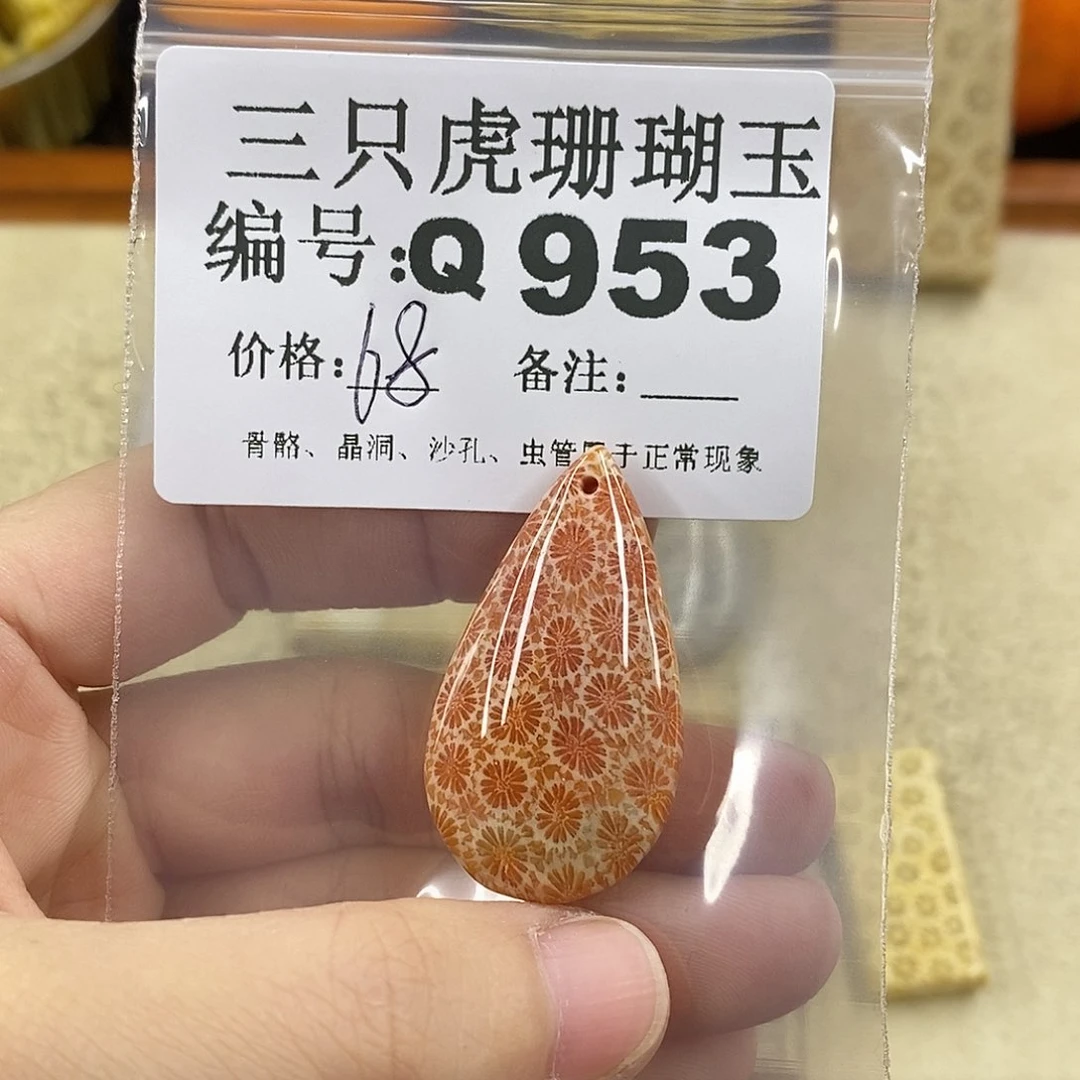 三只虎珊瑚玉
编号:Q 953
价格:68 备注:____
骨骼、晶洞、沙孔、虫管于正常现象